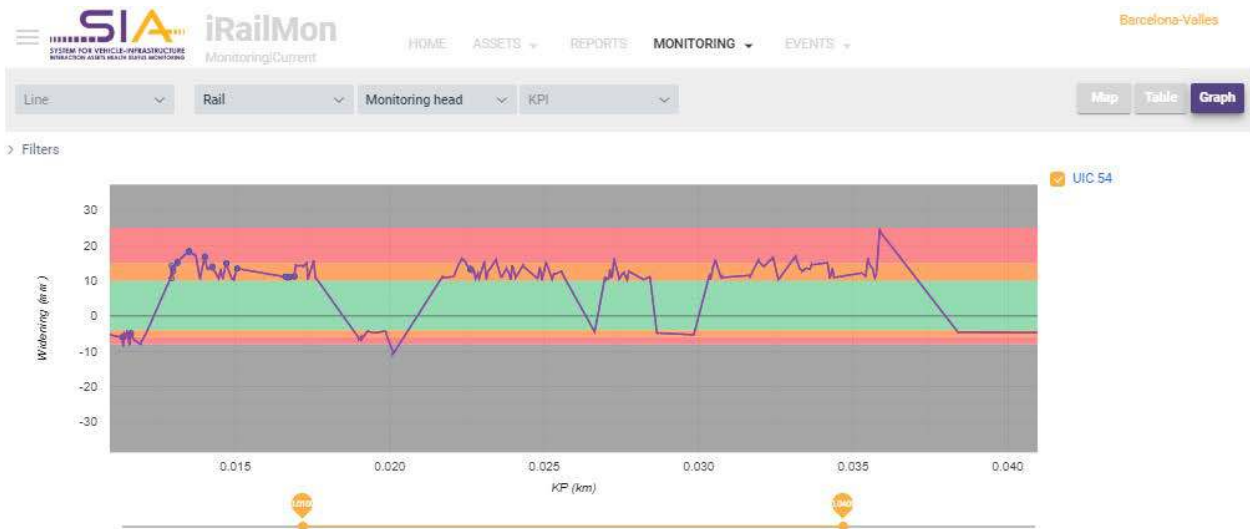 SIA
SYSTEM FOR VEHICLE-INFRASTRUCTURE
INTERACTION ASSETS HEALTH STATUS MONITORING
iRailMon
Monitoring|Current
HOME
ASSETS
REPORTS
MONITORING
EVENTS
Barcelona-Valles
Line
Rail
Monitoring head
KPI
Map
Table
Graph
> Filters
UIC 54
30
20
10
0
-10
-20
-30
Widening (mm)
0.015
0.020
0.025
0.030
0.035
0.040
KP (km)